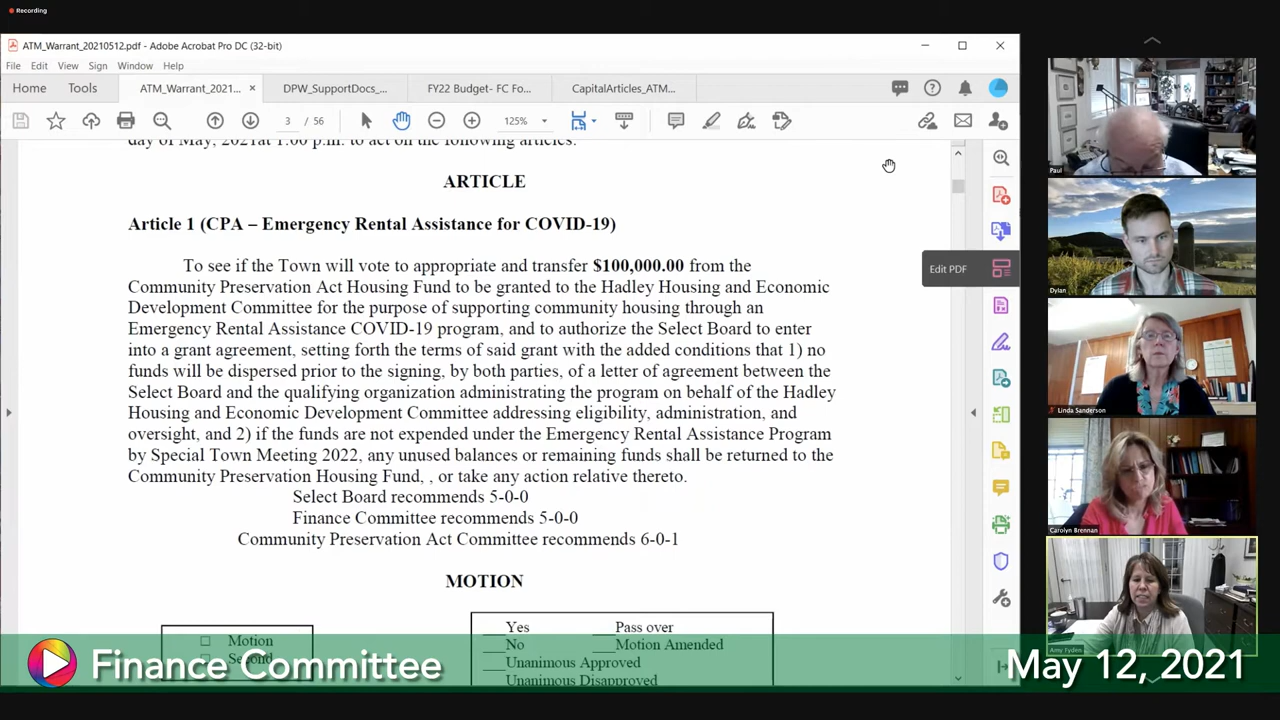 Recording
ATM_Warrant_20210512.pdf - Adobe Acrobat Pro DC (32-bit)
File Edit View Sign Window Help
Home Tools ATM_Warrant_2021... × DPW_SupportDocs_... FY22 Budget- FC Fo... CapitalArticles_ATM...
3 / 56 125%
day of May, 2021at 1:00 p.m. to act on the following articles.
ARTICLE
Article 1 (CPA – Emergency Rental Assistance for COVID-19)
To see if the Town will vote to appropriate and transfer $100,000.00 from the
Community Preservation Act Housing Fund to be granted to the Hadley Housing and Economic
Development Committee for the purpose of supporting community housing through an
Emergency Rental Assistance COVID-19 program, and to authorize the Select Board to enter
into a grant agreement, setting forth the terms of said grant with the added conditions that 1) no
funds will be dispersed prior to the signing, by both parties, of a letter of agreement between the
Select Board and the qualifying organization administrating the program on behalf of the Hadley
Housing and Economic Development Committee addressing eligibility, administration, and
oversight, and 2) if the funds are not expended under the Emergency Rental Assistance Program
by Special Town Meeting 2022, any unused balances or remaining funds shall be returned to the
Community Preservation Housing Fund, , or take any action relative thereto.
Select Board recommends 5-0-0
Finance Committee recommends 5-0-0
Community Preservation Act Committee recommends 6-0-1
MOTION
Motion
Second
___Yes ___Pass over
___No ___Motion Amended
___Unanimous Approved
___Unanimous Disapproved
Edit PDF
Paul
Dylan
Linda Sanderson
Carolyn Brennan
Amy Fyden
Finance Committee
May 12, 2021